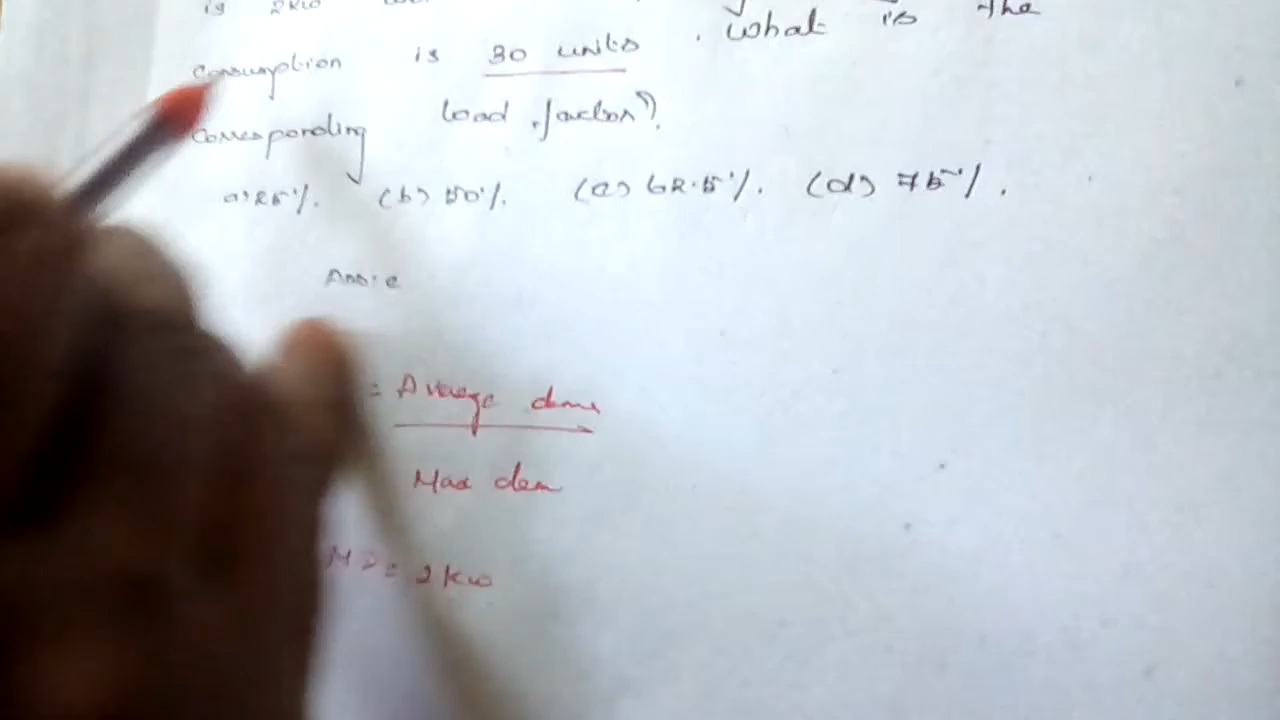 is 2kw
Consumption is 30 units. What is the
Corresponding load factor?
a) 25%. (b) 50%. (c) 62.5%. (d) 75%.
Ans: c
= Average dem
Max dem
MD = 2kw